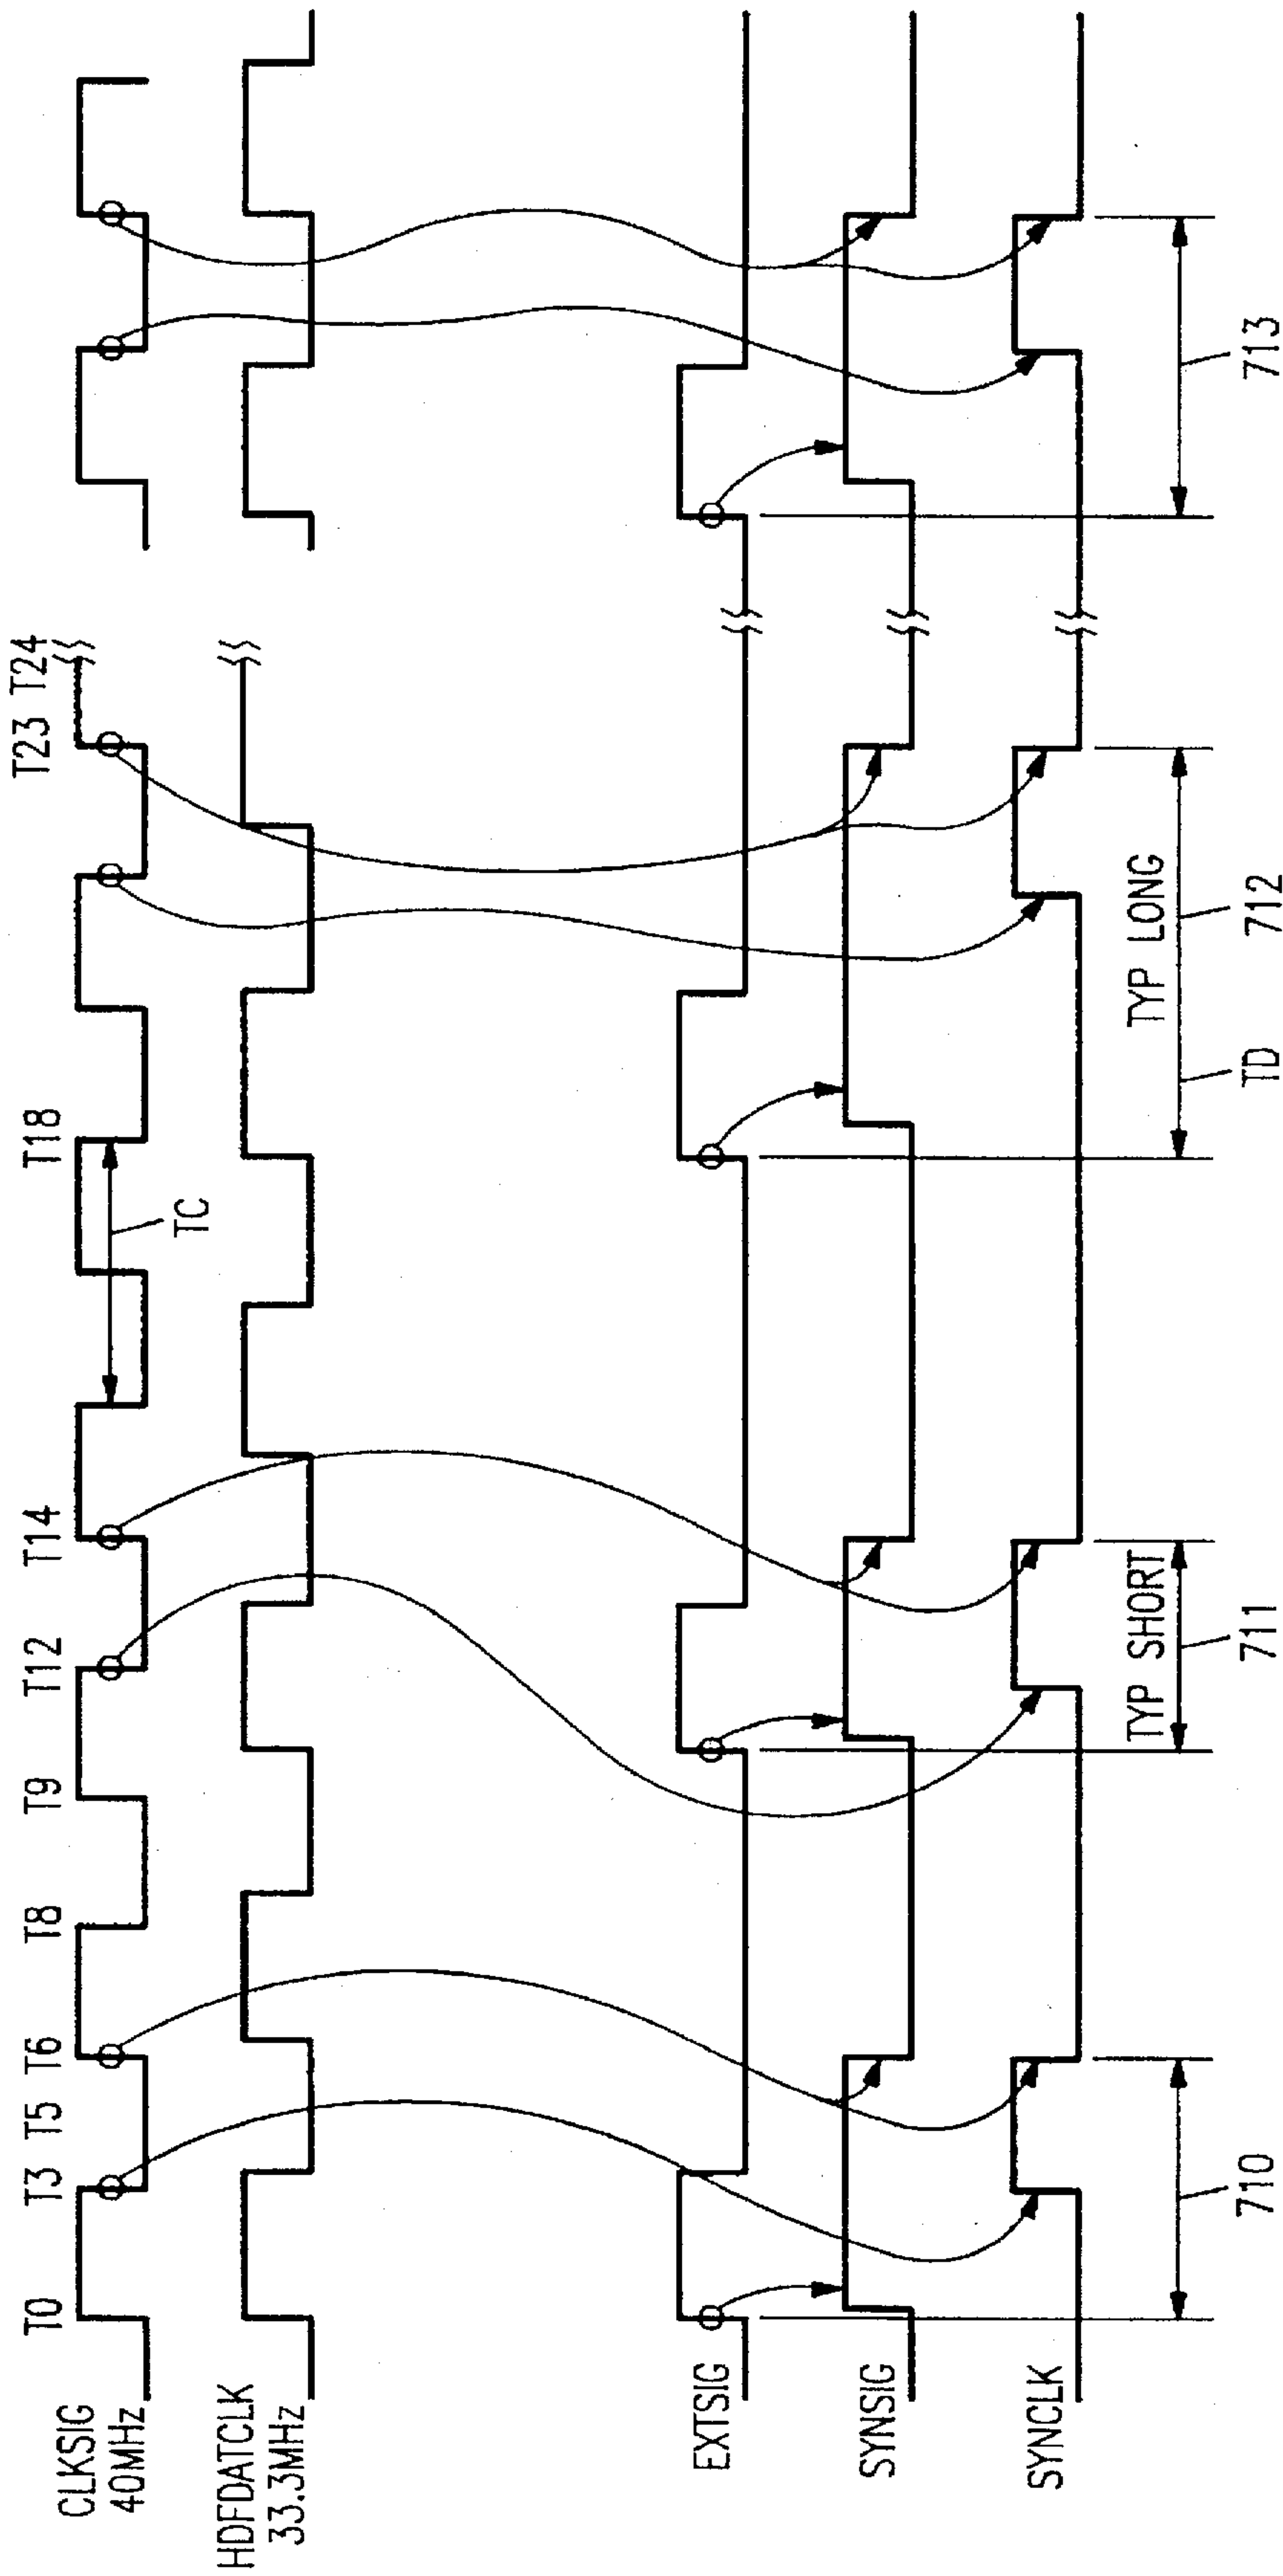 T0 T3 T5 T6 T8 T9 T12 T14 T18 T23 T24
CLKSIG
40MHz
TC
HDFDATCLK
33.3MHz
EXTSIG
SYNSIG
SYNCLK
TYP SHORT
TYP LONG
710
711
TD
712
713